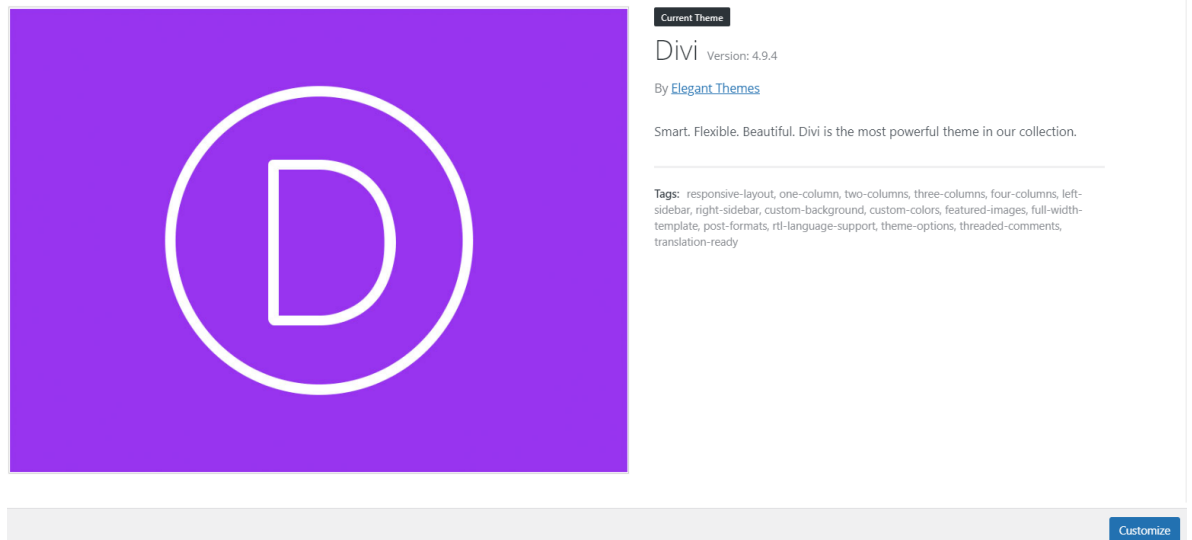 D
Current Theme
Divi Version: 4.9.4
By Elegant Themes
Smart. Flexible. Beautiful. Divi is the most powerful theme in our collection.
Tags: responsive-layout, one-column, two-columns, three-columns, four-columns, left-
sidebar, right-sidebar, custom-background, custom-colors, featured-images, full-width-
template, post-formats, rtl-language-support, theme-options, threaded-comments,
translation-ready
Customize